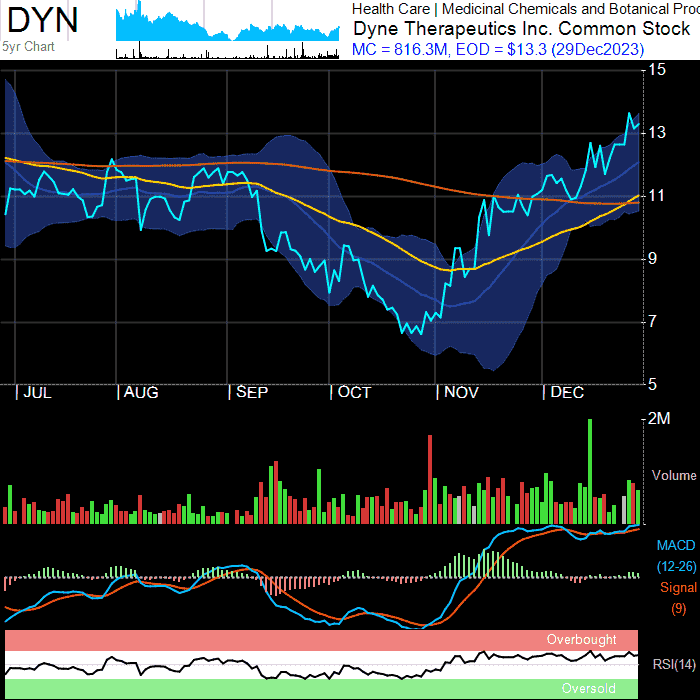 DYN
5yr Chart
Health Care | Medicinal Chemicals and Botanical Proc
Dyne Therapeutics Inc. Common Stock
MC = 816.3M, EOD = $13.3 (29Dec2023)
15
13
11
9
7
5
| JUL | AUG | SEP | OCT | NOV | DEC
2M
Volume
MACD
(12-26)
Signal
(9)
Overbought
RSI(14)
Oversold